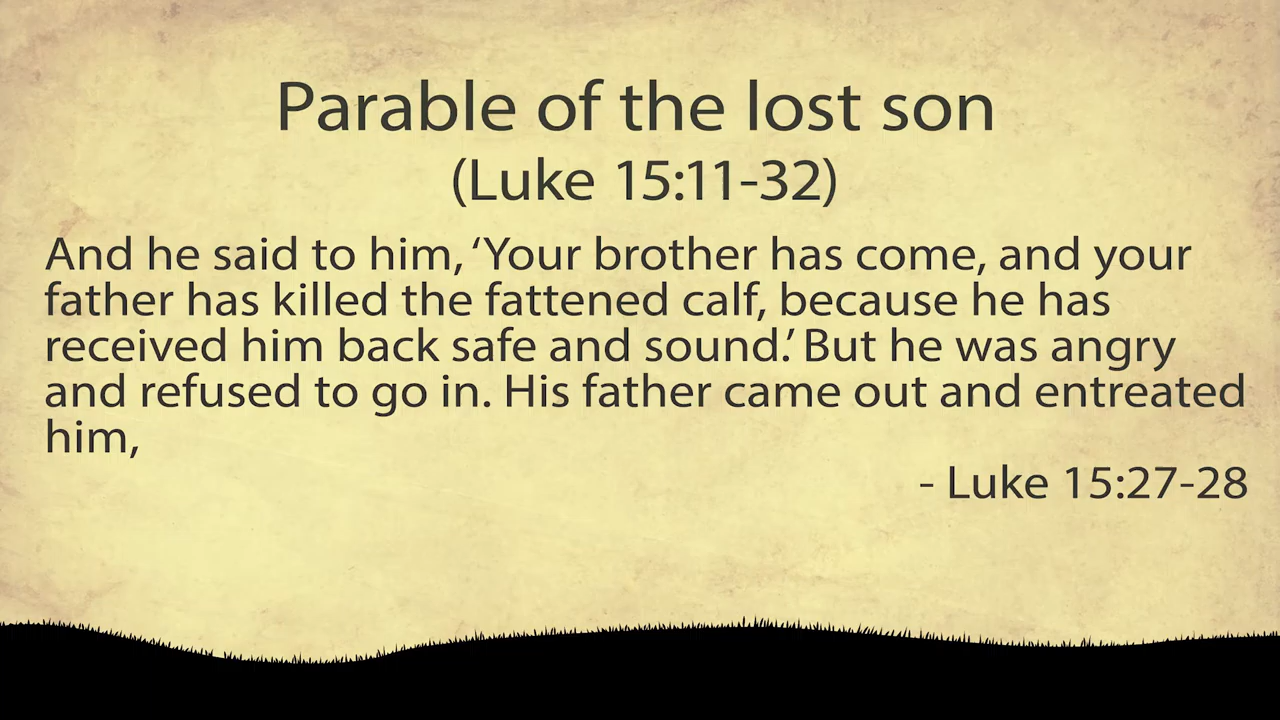 Parable of the lost son
(Luke 15:11-32)
And he said to him, ‘Your brother has come, and your
father has killed the fattened calf, because he has
received him back safe and sound.’ But he was angry
and refused to go in. His father came out and entreated
him,
- Luke 15:27-28